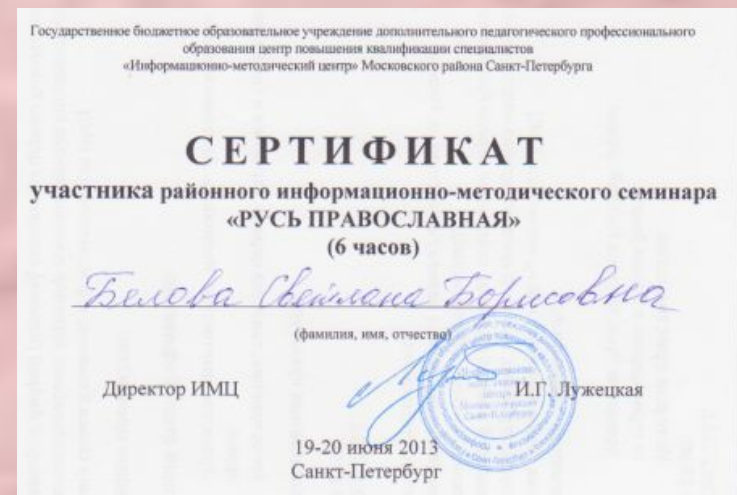 Государственное бюджетное образовательное учреждение дополнительного педагогического профессионального
образования центр повышения квалификации специалистов
«Информационно-методический центр» Московского района Санкт-Петербурга
СЕРТИФИКАТ
участника районного информационно-методического семинара
«РУСЬ ПРАВОСЛАВНАЯ»
(6 часов)
Белова Светлана Борисовна
(фамилия, имя, отчество)
Директор ИМЦ И.Г. Лужецкая
19-20 июня 2013
Санкт-Петербург